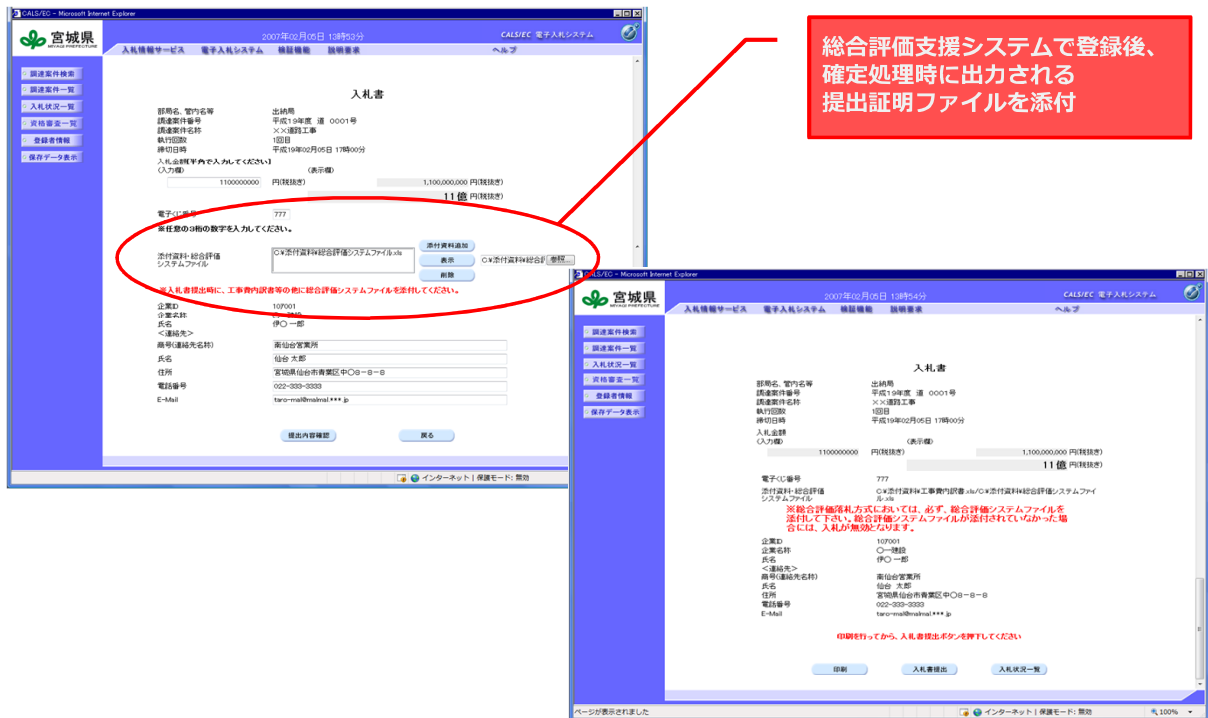 CALS/EC - Microsoft Internet Explorer
宮城県
MIYAGI PREFECTURE
2007年02月05日 13時53分
CALS/EC 電子入札システム
入札情報サービス 電子入札システム 検証機能 説明要求 ヘルプ
調達案件検索
調達案件一覧
入札状況一覧
資格審査一覧
登録者情報
保存データ表示
入札書
部局名、管内名等 出納局
調達案件番号 平成19年度 道 0001号
調達案件名称 ××道路工事
執行回数 1回目
締切日時 平成19年02月05日 17時00分
入札金額[半角で入力してください]
(入力欄) (表示欄)
1100000000 円(税抜き) 1,100,000,000 円(税抜き)
11億 円(税抜き)
電子くじ番号 777
※任意の3桁の数字を入力してください。
添付資料・総合評価
システムファイル
C:¥添付資料¥総合評価システムファイル.xls
添付資料追加
表示
C:¥添付資料¥総合評
参照...
削除
※入札書提出時に、工事費内訳書等の他に総合評価システムファイルを添付してください。
企業ID 107001
企業名称 〇一建設
氏名 伊〇 一郎
<連絡先>
商号(連絡先名称) 南仙台営業所
氏名 仙台 太郎
住所 宮城県仙台市青葉区中〇8-8-8
電話番号 022-333-3333
E-Mail taro-mal@malmal.***.jp
提出内容確認 戻る
インターネット | 保護モード: 無効
総合評価支援システムで登録後、
確定処理時に出力される
提出証明ファイルを添付
CALS/EC - Microsoft Internet Explorer
宮城県
MIYAGI PREFECTURE
2007年02月05日 13時54分
CALS/EC 電子入札システム
入札情報サービス 電子入札システム 検証機能 説明要求 ヘルプ
調達案件検索
調達案件一覧
入札状況一覧
資格審査一覧
登録者情報
保存データ表示
入札書
部局名、管内名等 出納局
調達案件番号 平成19年度 道 0001号
調達案件名称 ××道路工事
執行回数 1回目
締切日時 平成19年02月05日 17時00分
入札金額
(入力欄) (表示欄)
1100000000 円(税抜き) 1,100,000,000 円(税抜き)
11億 円(税抜き)
電子くじ番号 777
添付資料・総合評価 C:¥添付資料¥工事費内訳書.xls/C:¥添付資料¥総合評価システムファイ
システムファイル ル.xls
※総合評価落札方式においては、必ず、総合評価システムファイルを
添付して下さい。総合評価システムファイルが添付されていなかった場
合には、入札が無効となります。
企業ID 107001
企業名称 〇一建設
氏名 伊〇 一郎
<連絡先>
商号(連絡先名称) 南仙台営業所
氏名 仙台 太郎
住所 宮城県仙台市青葉区中〇8-8-8
電話番号 022-333-3333
E-Mail taro-mal@malmal.***.jp
印刷を行ってから、入札書提出ボタンを押下してください
印刷 入札書提出 入札状況一覧
ページが表示されました
インターネット | 保護モード: 無効
100%